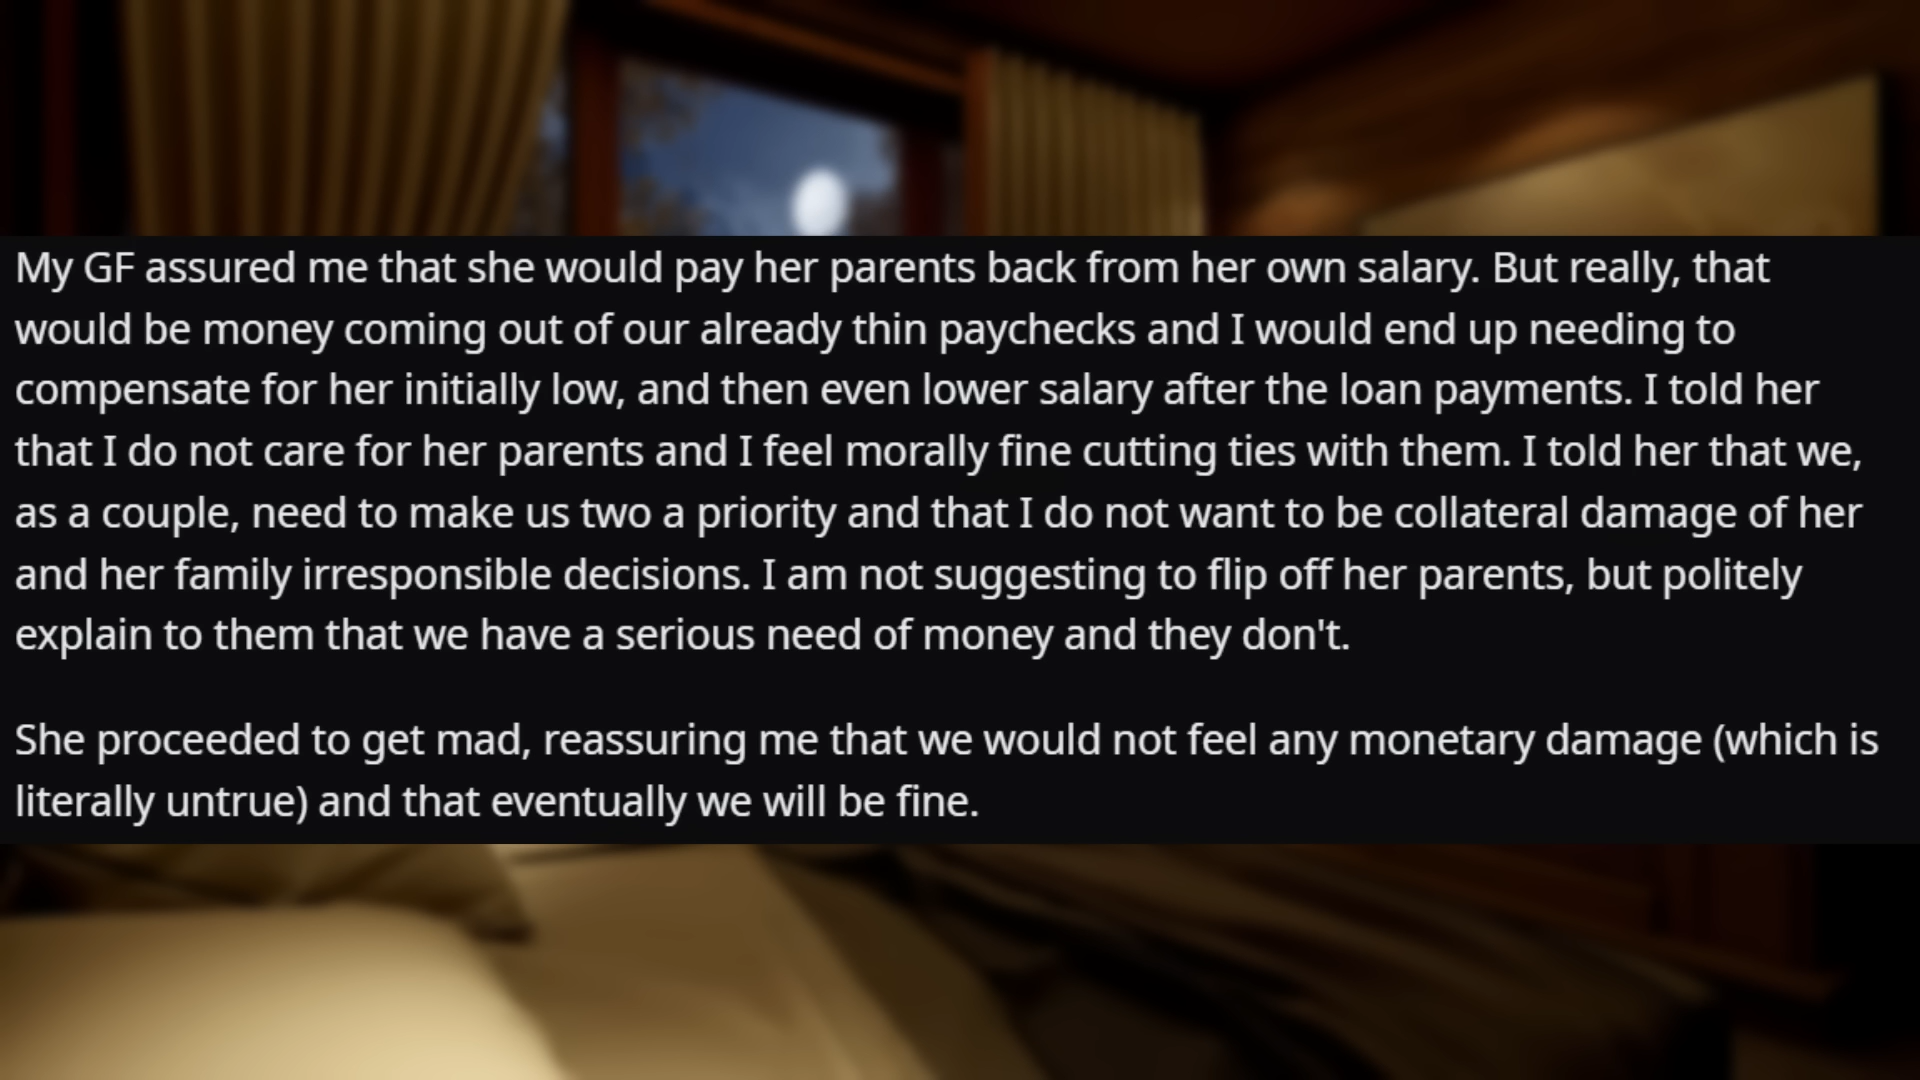 My GF assured me that she would pay her parents back from her own salary. But really, that
would be money coming out of our already thin paychecks and I would end up needing to
compensate for her initially low, and then even lower salary after the loan payments. I told her
that I do not care for her parents and I feel morally fine cutting ties with them. I told her that we,
as a couple, need to make us two a priority and that I do not want to be collateral damage of her
and her family irresponsible decisions. I am not suggesting to flip off her parents, but politely
explain to them that we have a serious need of money and they don't.
She proceeded to get mad, reassuring me that we would not feel any monetary damage (which is
literally untrue) and that eventually we will be fine.